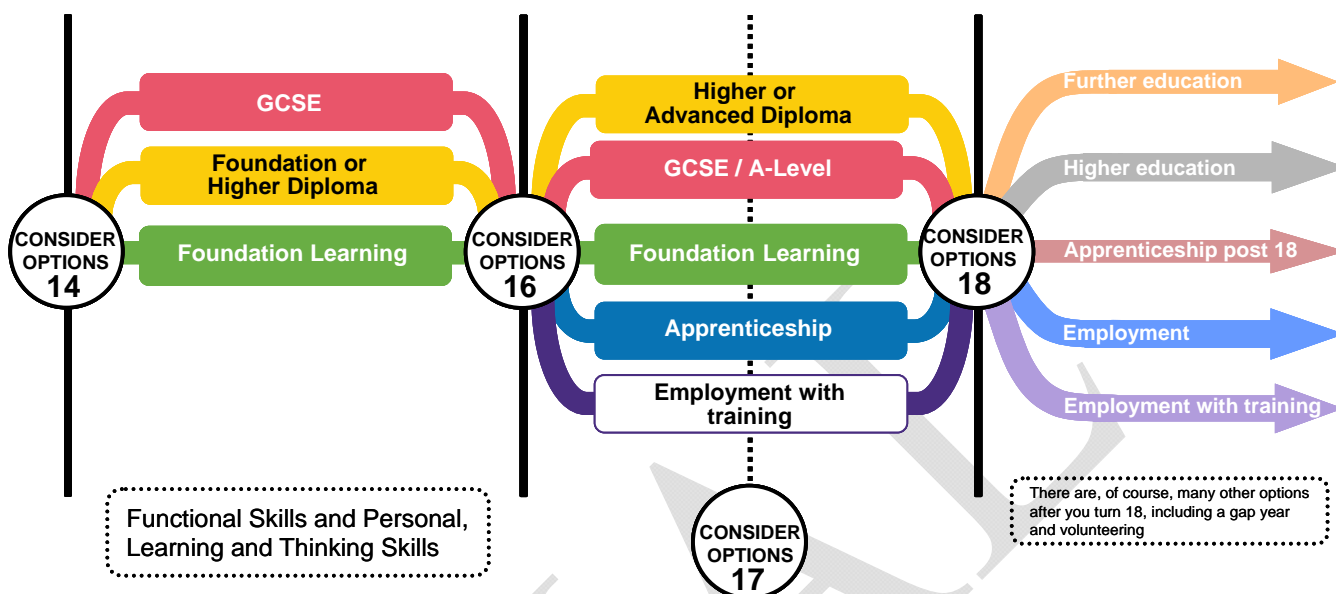 GCSE
Foundation or
Higher Diploma
Foundation Learning
CONSIDER
OPTIONS
14
Functional Skills and Personal,
Learning and Thinking Skills
CONSIDER
OPTIONS
16
Higher or
Advanced Diploma
GCSE / A-Level
Foundation Learning
Apprenticeship
Employment with
training
CONSIDER
OPTIONS
17
CONSIDER
OPTIONS
18
Further education
Higher education
Apprenticeship post 18
Employment
Employment with training
There are, of course, many other options
after you turn 18, including a gap year
and volunteering